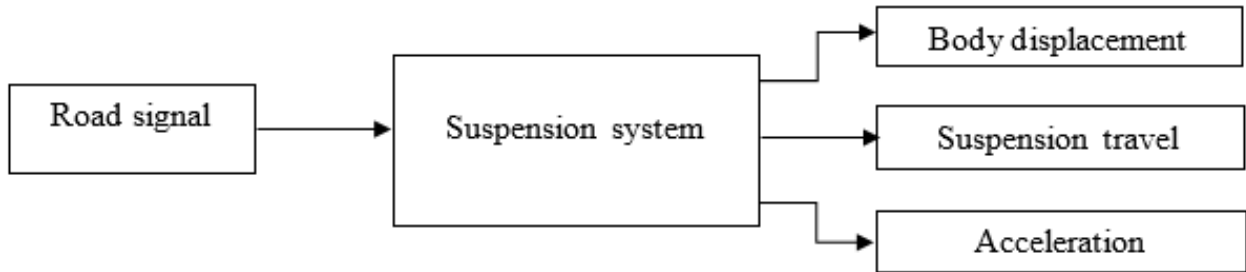 Road signal
Suspension system
Body displacement
Suspension travel
Acceleration